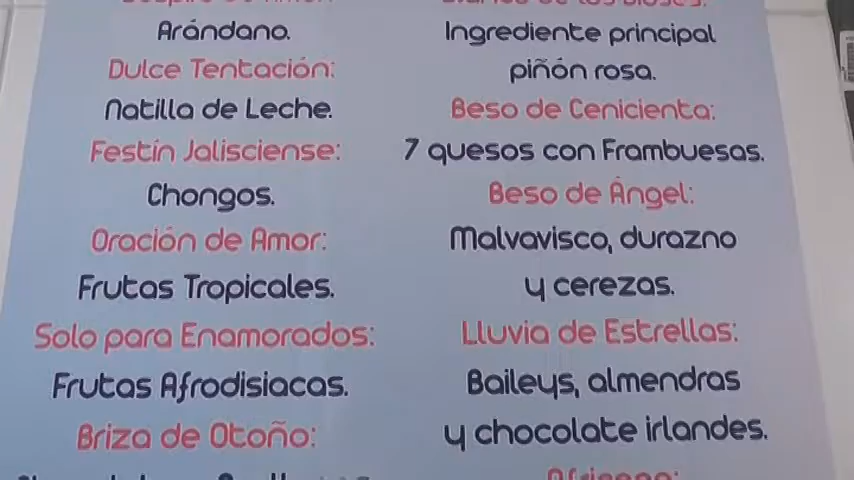 Arándano.
Dulce Tentación:
Natilla de Leche.
Festín Jalisciense:
Chongos.
Oración de Amor:
Frutas Tropicales.
Solo para Enamorados:
Frutas Afrodisiacas.
Briza de Otoño:
Ingrediente principal
piñón rosa.
Beso de Cenicienta:
7 quesos con Frambuesas.
Beso de Ángel:
Malvavisco, durazno
y cerezas.
Lluvia de Estrellas:
Baileys, almendras
y chocolate irlandes.